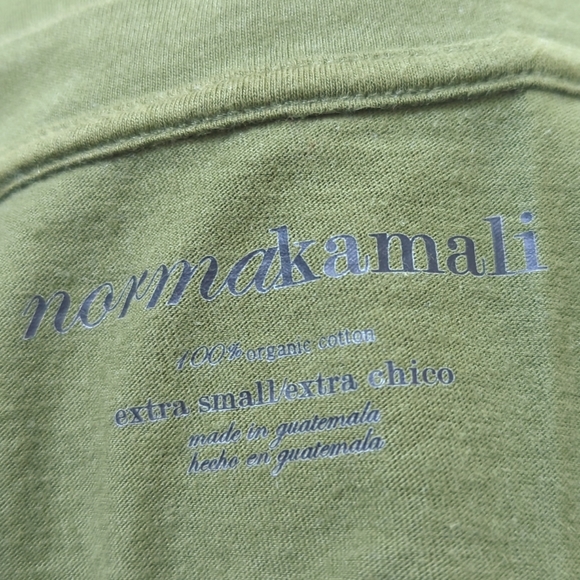 normakamali
100% organic cotton
extra small/extra chico
made in guatemala
hecho en guatemala